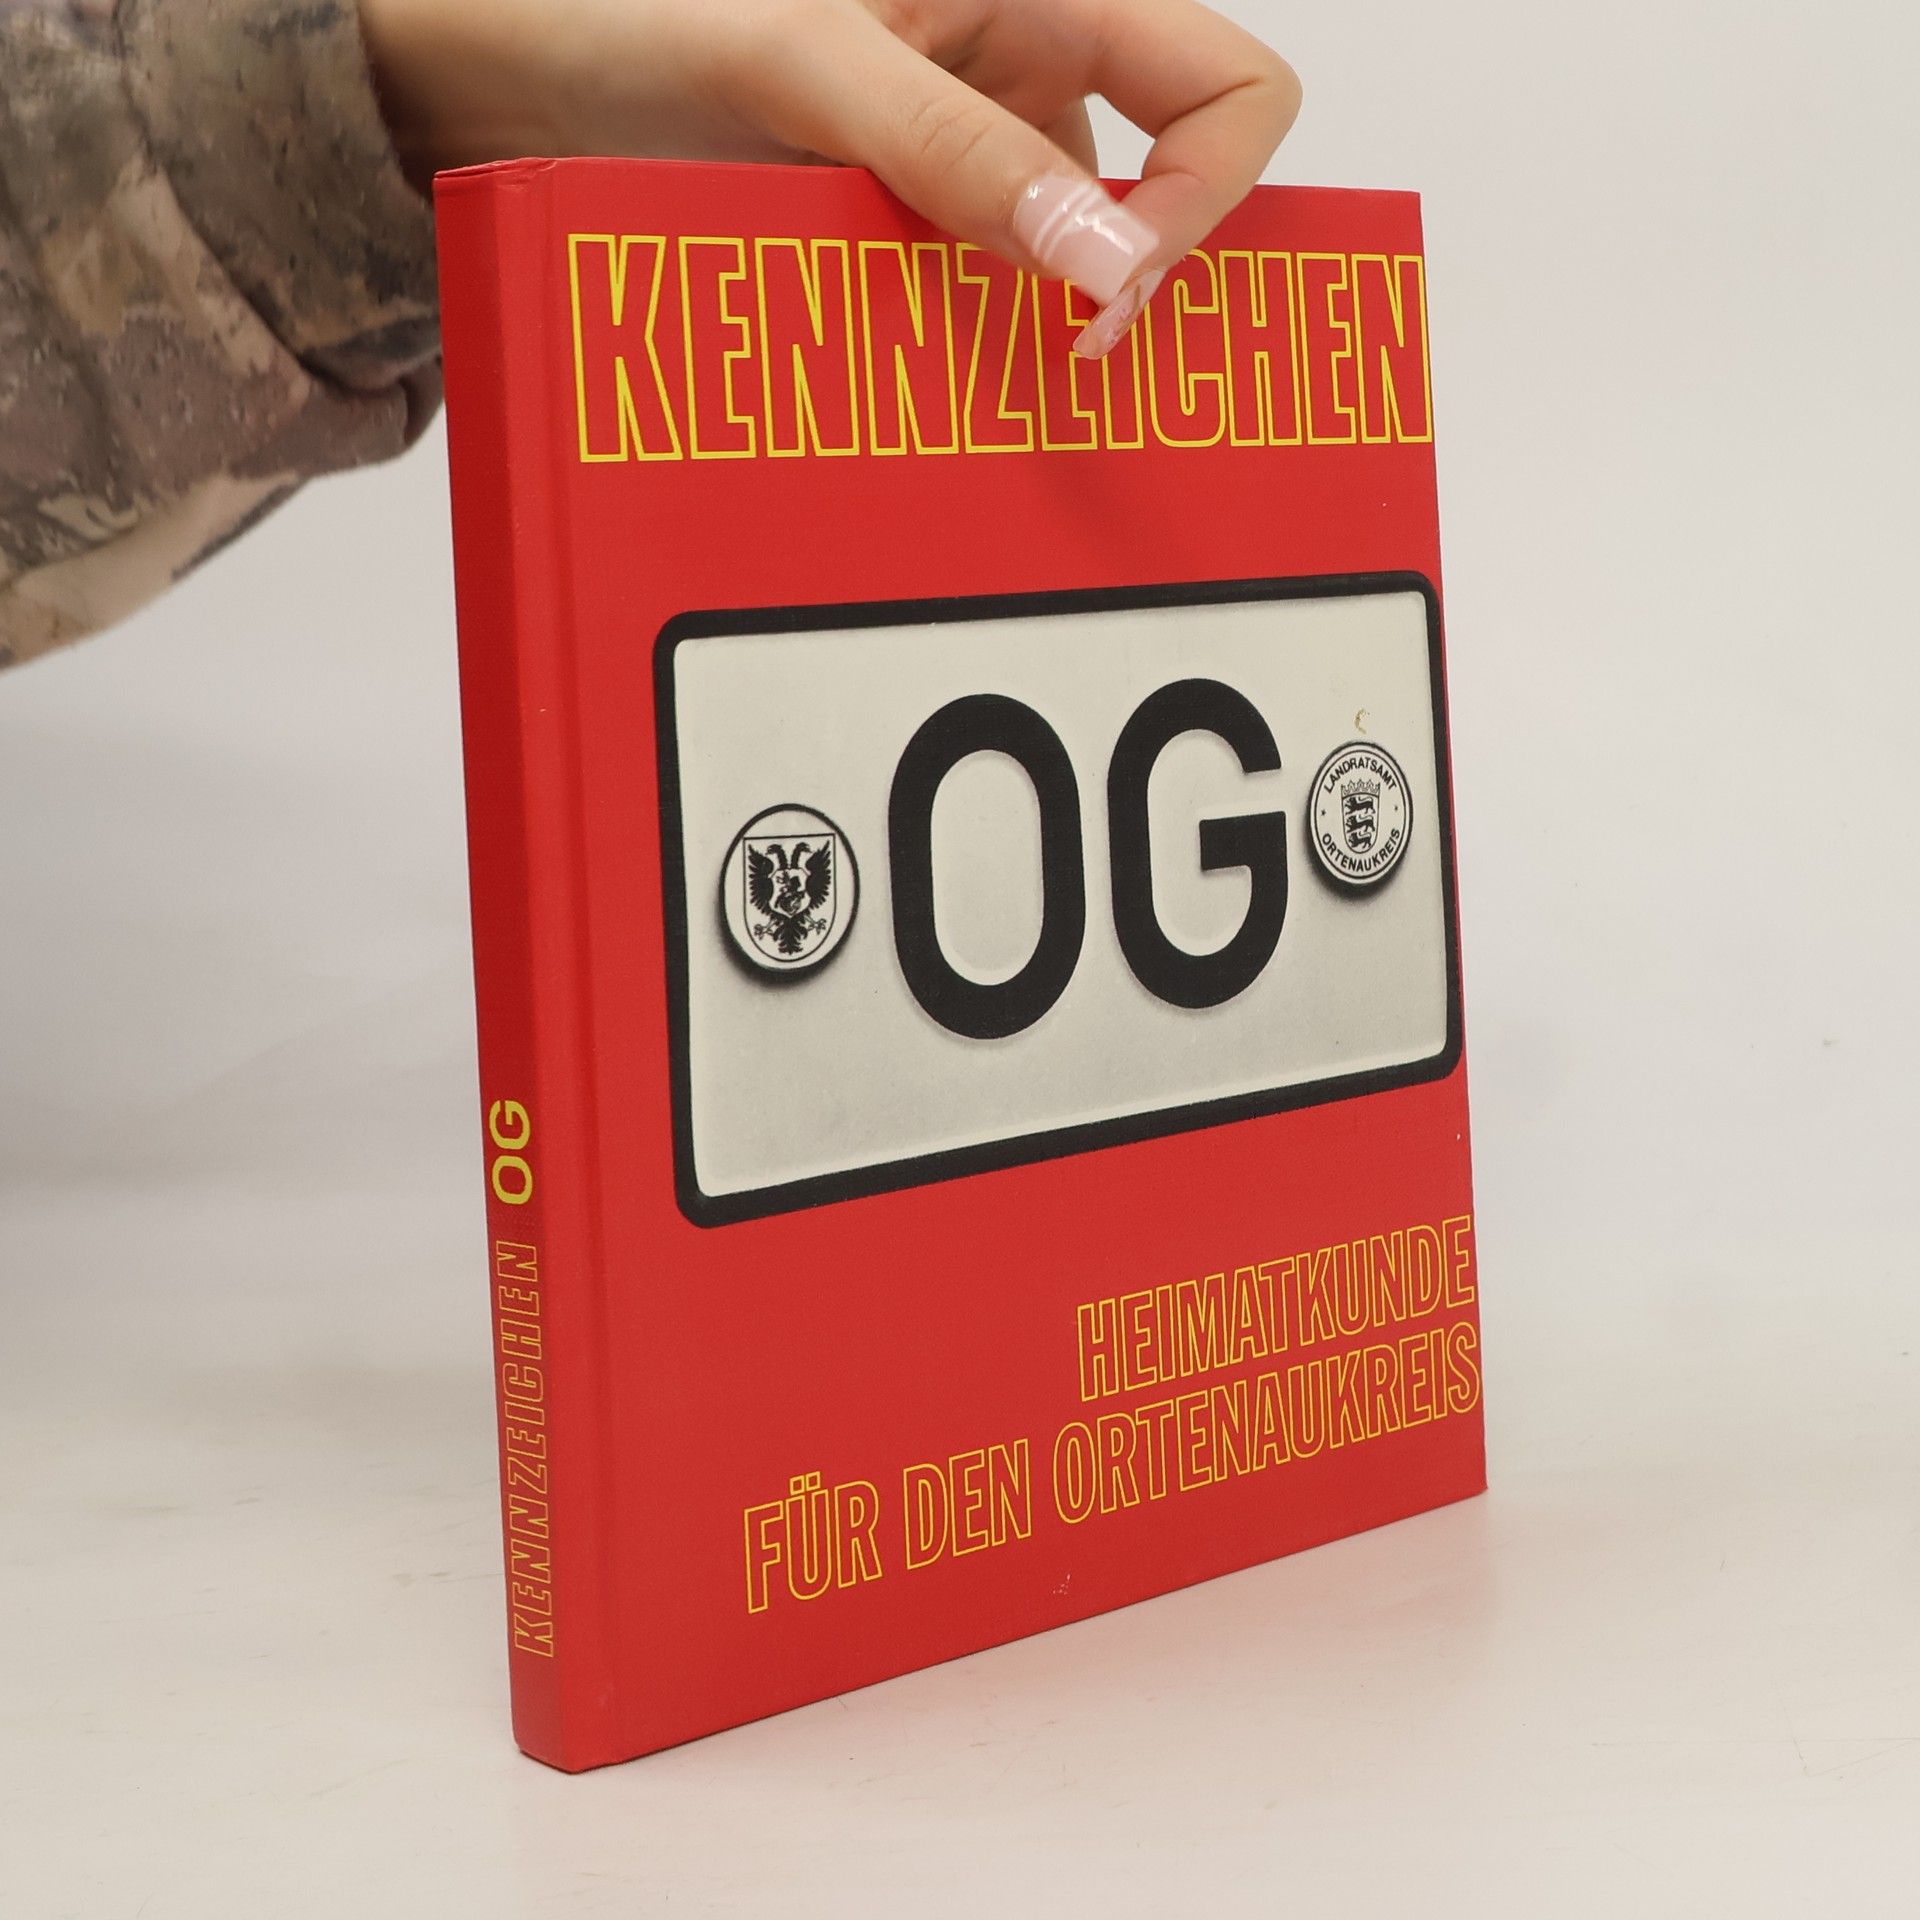 KENNZEICHEN
OG
LANDRATSAMT
ORTENAUKREIS
HEIMATKUNDE
FÜR DEN ORTENAUKREIS
KENNZEICHEN OG